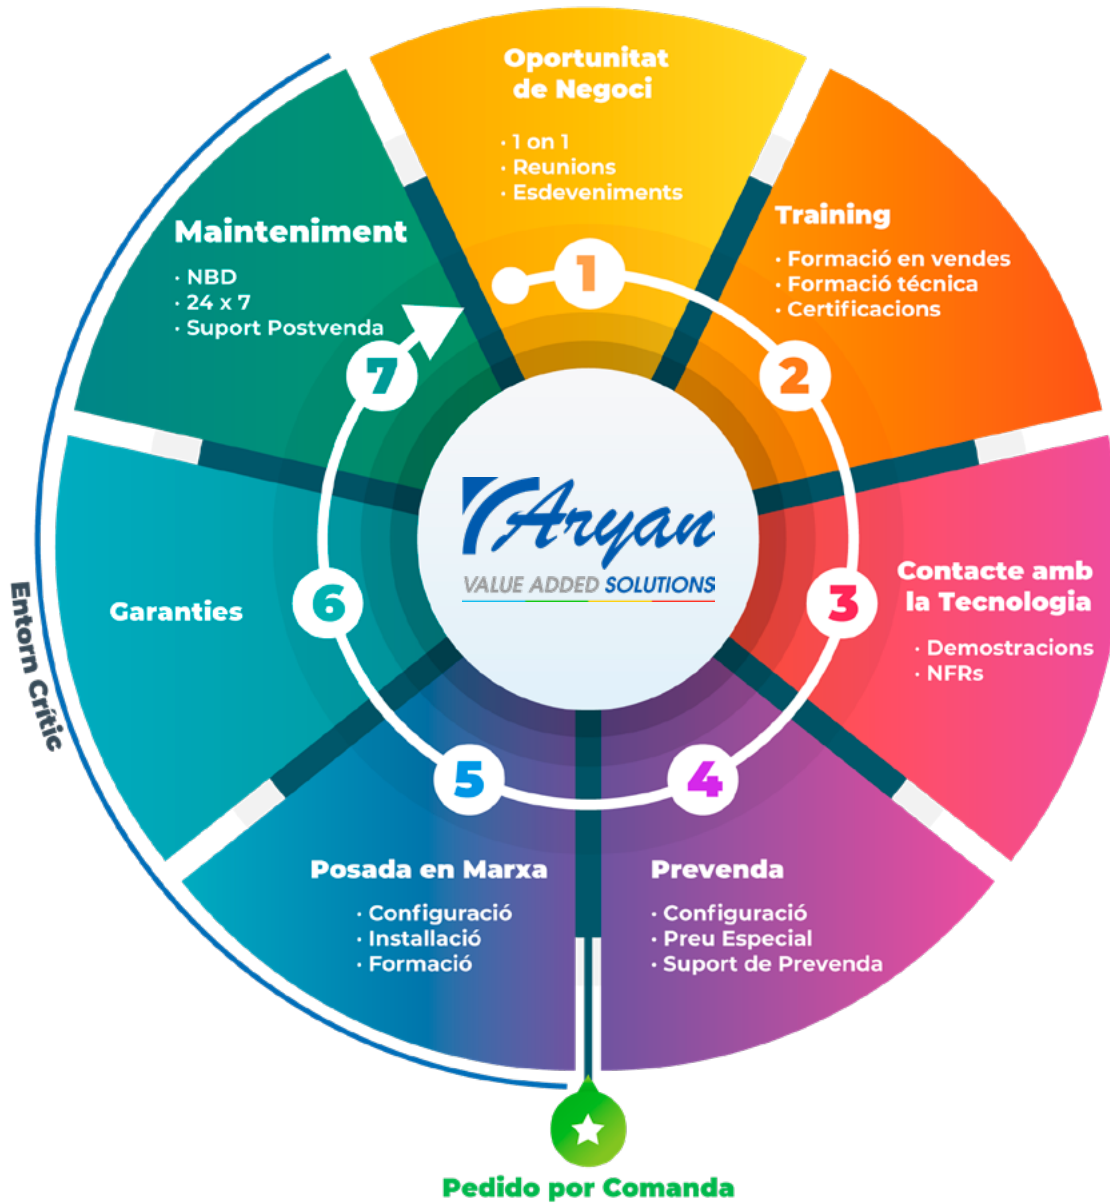 Oportunitat
de Negoci
· 1 on 1
· Reunions
· Esdeveniments
1
Training
· Formació en vendes
· Formació técnica
· Certificacions
2
Contacte amb
la Tecnologia
· Demostracions
· NFRs
3
Prevenda
· Configuració
· Preu Especial
· Suport de Prevenda
4
Posada en Marxa
· Configuració
· Installació
· Formació
5
Garanties
6
Mainteniment
· NBD
· 24 x 7
· Suport Postvenda
7
Aryan
VALUE ADDED SOLUTIONS
Entorn Crític
Pedido por Comanda